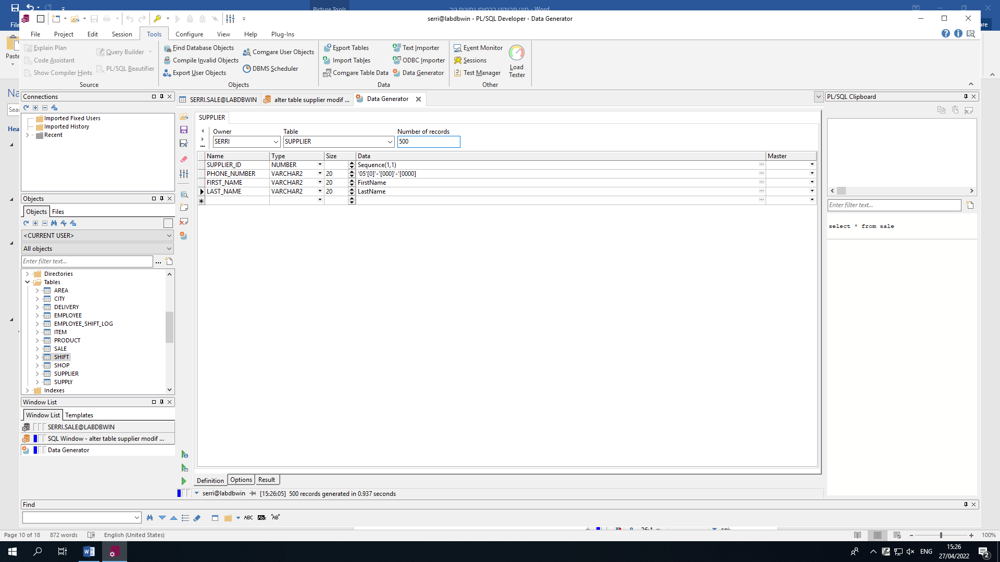 Picture Tools
מיני פרויקט בבסיסי נתונים גיר - Word
serri@labdbwin - PL/SQL Developer - Data Generator
File
File Project Edit Session Tools Configure View Help Plug-Ins
Paste
Explain Plan
Code Assistant
Show Compiler Hints
Query Builder
PL/SQL Beautifier
Source
Find Database Objects
Compile Invalid Objects
Export User Objects
Compare User Objects
DBMS Scheduler
Objects
Export Tables
Import Tables
Compare Table Data
Text Importer
ODBC Importer
Data Generator
Data
Event Monitor
Sessions
Test Manager
Load Tester
Other
Na
Sear
Hea
Connections
Imported Fixed Users
Imported History
Recent
Objects
Objects Files
<CURRENT USER>
All objects
Enter filter text...
Directories
Tables
AREA
CITY
DELIVERY
EMPLOYEE
EMPLOYEE_SHIFT_LOG
ITEM
PRODUCT
SALE
SHIFT
SHOP
SUPPLIER
SUPPLY
Indexes
Window List
Window List Templates
SERRI.SALE@LABDBWIN
SQL Window - alter table supplier modif ...
Data Generator
SERRI.SALE@LABDBWIN alter table supplier modif ... Data Generator
SUPPLIER
Owner Table Number of records
SERRI SUPPLIER 500
Name Type Size Data Master
SUPPLIER_ID NUMBER Sequence(1,1)
PHONE_NUMBER VARCHAR2 20 '05'[0]'-'[000]'-'[0000]
FIRST_NAME VARCHAR2 20 FirstName
LAST_NAME VARCHAR2 20 LastName
Definition Options Result
serri@labdbwin [15:26:05] 500 records generated in 0.937 seconds
PL/SQL Clipboard
Enter filter text...
select * from sale
Find
ABC AB "AB"
Page 10 of 18 872 words English (United States) 100%
ENG 15:26
27/04/2022
2